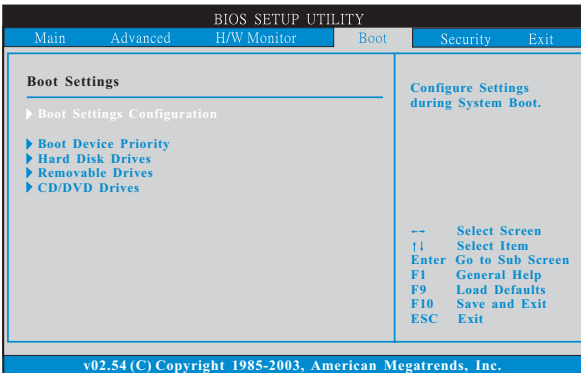 BIOS SETUP UTILITY
Main Advanced H/W Monitor Boot Security Exit
Boot Settings
Boot Settings Configuration
Boot Device Priority
Hard Disk Drives
Removable Drives
CD/DVD Drives
Configure Settings
during System Boot.
←→ Select Screen
↑↓ Select Item
Enter Go to Sub Screen
F1 General Help
F9 Load Defaults
F10 Save and Exit
ESC Exit
v02.54 (C) Copyright 1985-2003, American Megatrends, Inc.